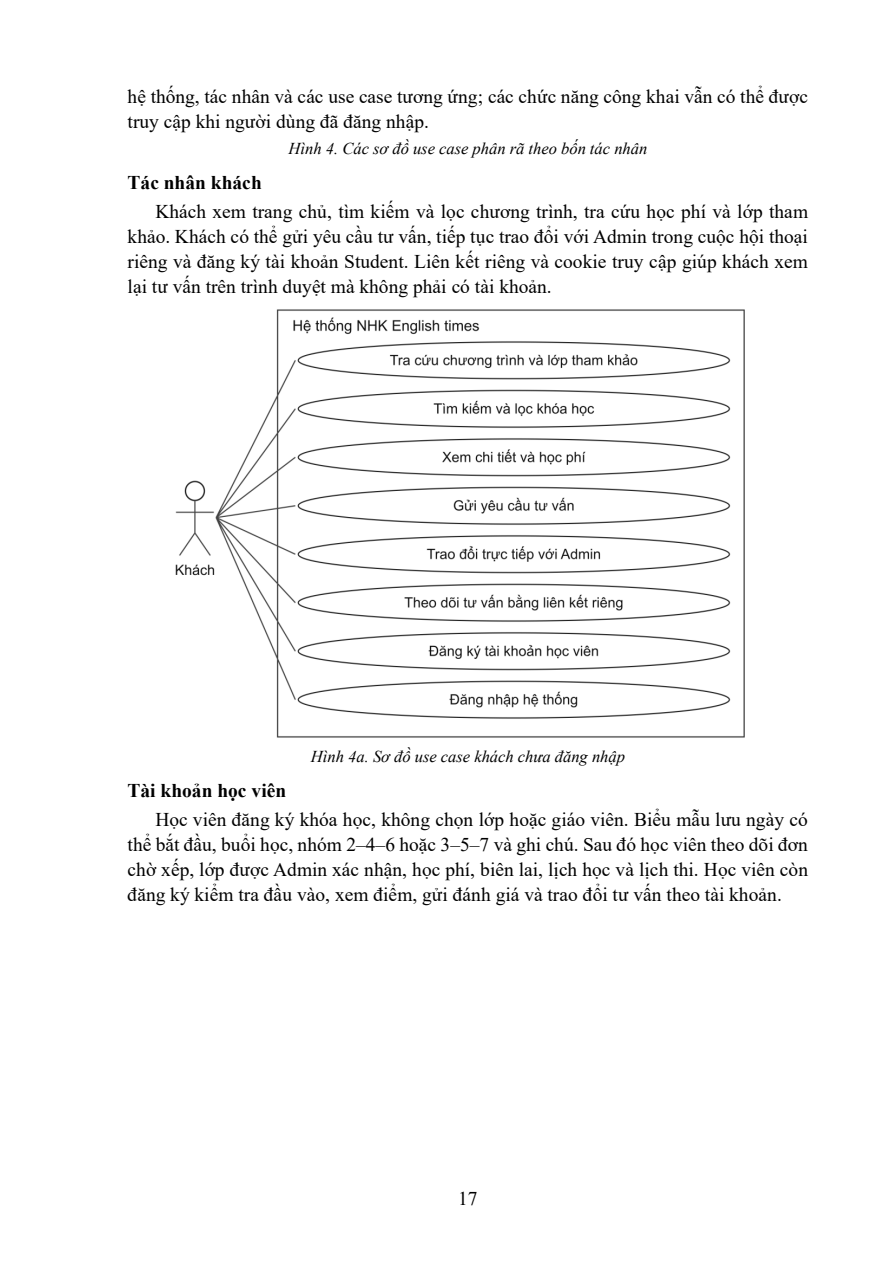 hệ thống, tác nhân và các use case tương ứng; các chức năng công khai vẫn có thể được
truy cập khi người dùng đã đăng nhập.
Hình 4. Các sơ đồ use case phân rã theo bốn tác nhân
Tác nhân khách
Khách xem trang chủ, tìm kiếm và lọc chương trình, tra cứu học phí và lớp tham
khảo. Khách có thể gửi yêu cầu tư vấn, tiếp tục trao đổi với Admin trong cuộc hội thoại
riêng và đăng ký tài khoản Student. Liên kết riêng và cookie truy cập giúp khách xem
lại tư vấn trên trình duyệt mà không phải có tài khoản.
Hệ thống NHK English times
Tra cứu chương trình và lớp tham khảo
Tìm kiếm và lọc khóa học
Xem chi tiết và học phí
Gửi yêu cầu tư vấn
Trao đổi trực tiếp với Admin
Khách
Theo dõi tư vấn bằng liên kết riêng
Đăng ký tài khoản học viên
Đăng nhập hệ thống
Hình 4a. Sơ đồ use case khách chưa đăng nhập
Tài khoản học viên
Học viên đăng ký khóa học, không chọn lớp hoặc giáo viên. Biểu mẫu lưu ngày có
thể bắt đầu, buổi học, nhóm 2–4–6 hoặc 3–5–7 và ghi chú. Sau đó học viên theo dõi đơn
chờ xếp, lớp được Admin xác nhận, học phí, biên lai, lịch học và lịch thi. Học viên còn
đăng ký kiểm tra đầu vào, xem điểm, gửi đánh giá và trao đổi tư vấn theo tài khoản.
17